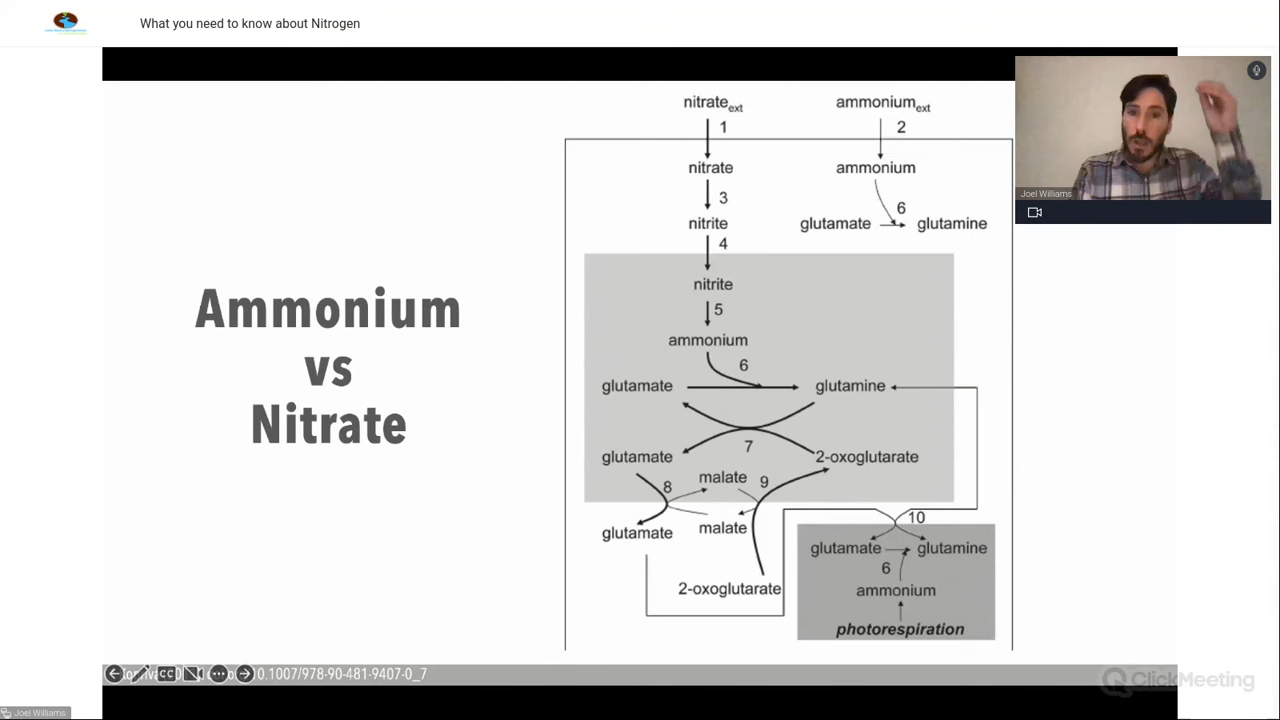 What you need to know about Nitrogen
Ammonium
vs
Nitrate
nitrate ext
ammonium ext
1
2
nitrate
ammonium
3
6
nitrite
glutamate
glutamine
4
nitrite
5
ammonium
6
glutamate
glutamine
7
glutamate
2-oxoglutarate
8
malate
9
glutamate
malate
10
glutamate
glutamine
6
2-oxoglutarate
ammonium
photorespiration
Joel Williams
CC
0.1007/978-90-481-9407-0_7
ClickMeeting
Joel Williams